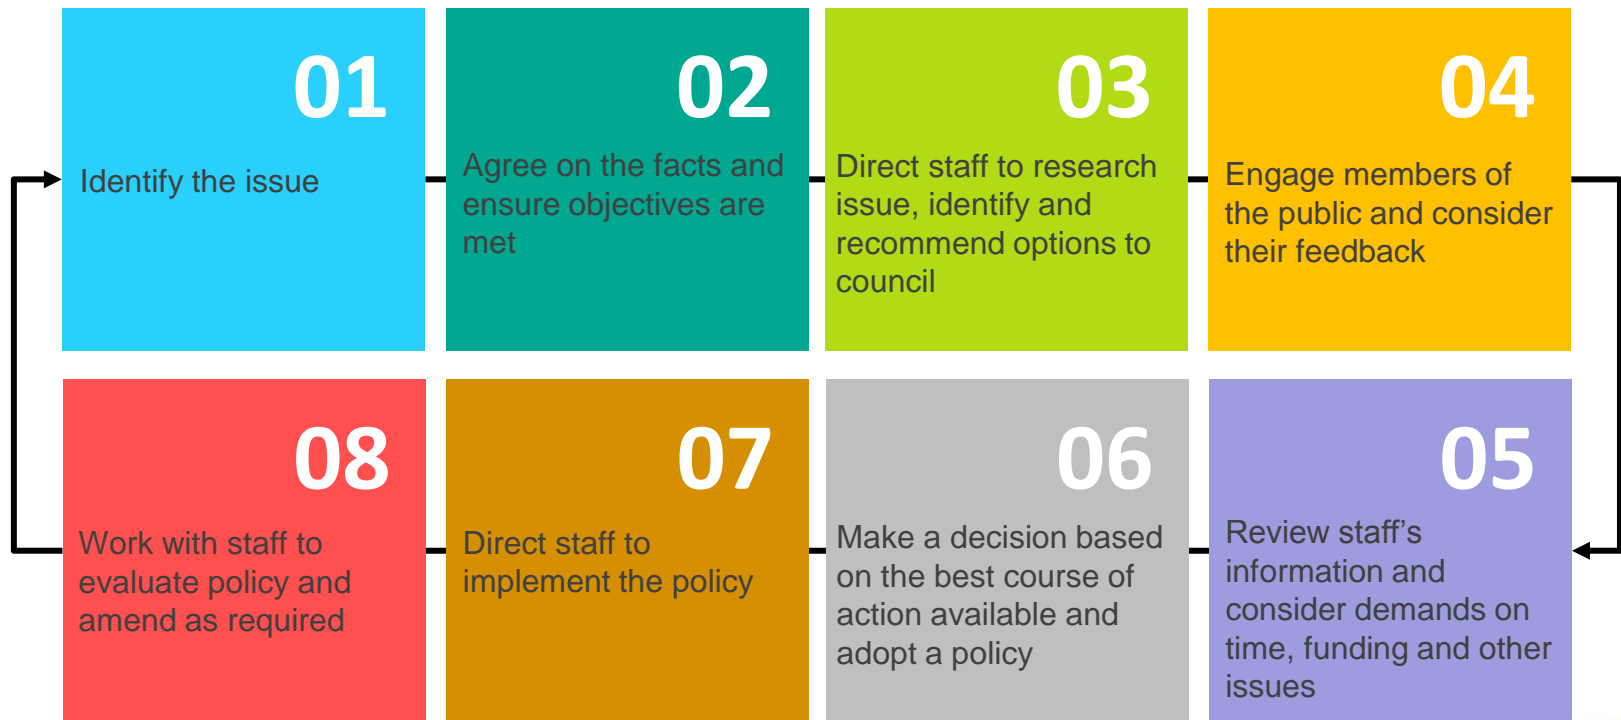 01
Identify the issue
02
Agree on the facts and
ensure objectives are
met
03
Direct staff to research
issue, identify and
recommend options to
council
04
Engage members of
the public and consider
their feedback
05
Review staff’s
information and
consider demands on
time, funding and other
issues
06
Make a decision based
on the best course of
action available and
adopt a policy
07
Direct staff to
implement the policy
08
Work with staff to
evaluate policy and
amend as required